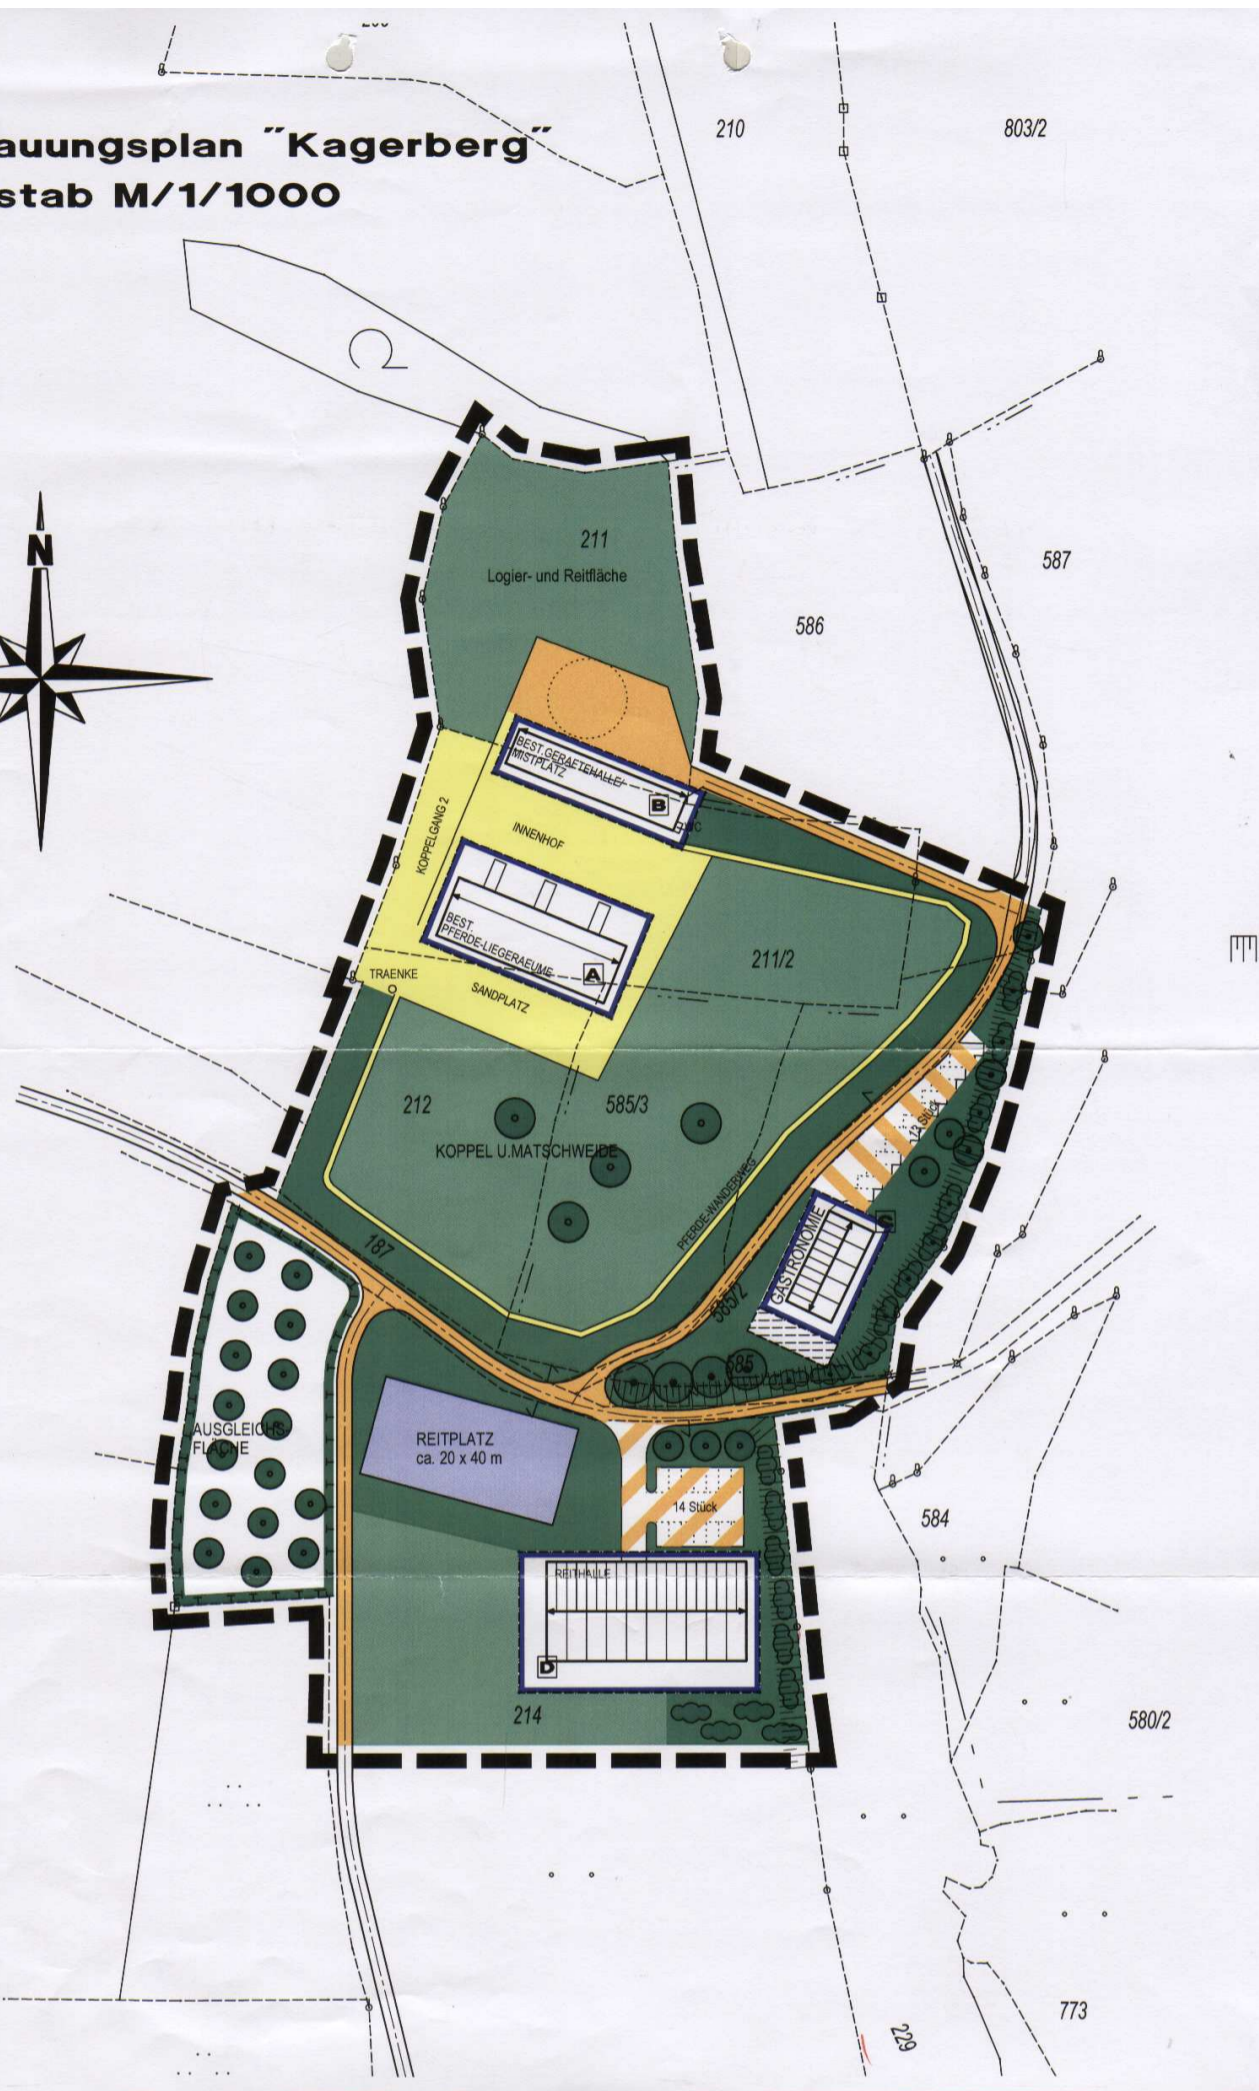 auungsplan ˝Kagerberg˝
stab M/1/1000
210
803/2
N
211
Logier- und Reitfläche
587
586
BEST.GERAETEHALLE/
MISTPLATZ
B
KOPPELGANG 2
INNENHOF
BEST.
PFERDE-LIEGERAEUME
A
211/2
TRAENKE
SANDPLATZ
212
585/3
KOPPEL U.MATSCHWEIDE
13 Stück
PFERDE-WANDERWEG
GASTRONOMIE
187
585/2
585
AUSGLEICHS-
FLÄCHE
REITPLATZ
ca. 20 x 40 m
14 Stück
584
REITHALLE
D
214
580/2
773
229